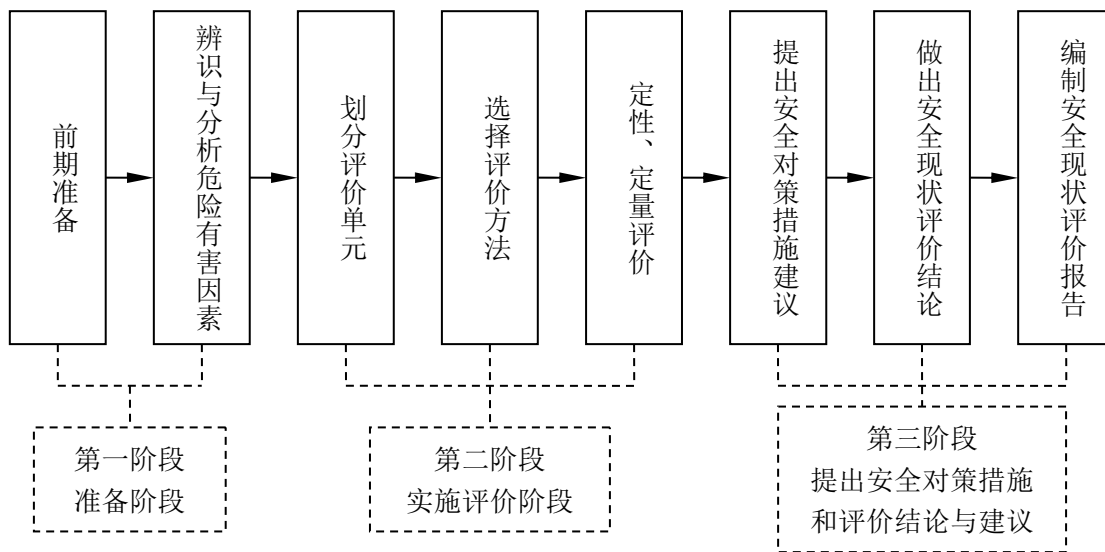 前期准备
辨识与分析危险有害因素
划分评价单元
选择评价方法
定性、定量评价
提出安全对策措施建议
做出安全现状评价结论
编制安全现状评价报告
第一阶段
准备阶段
第二阶段
实施评价阶段
第三阶段
提出安全对策措施
和评价结论与建议